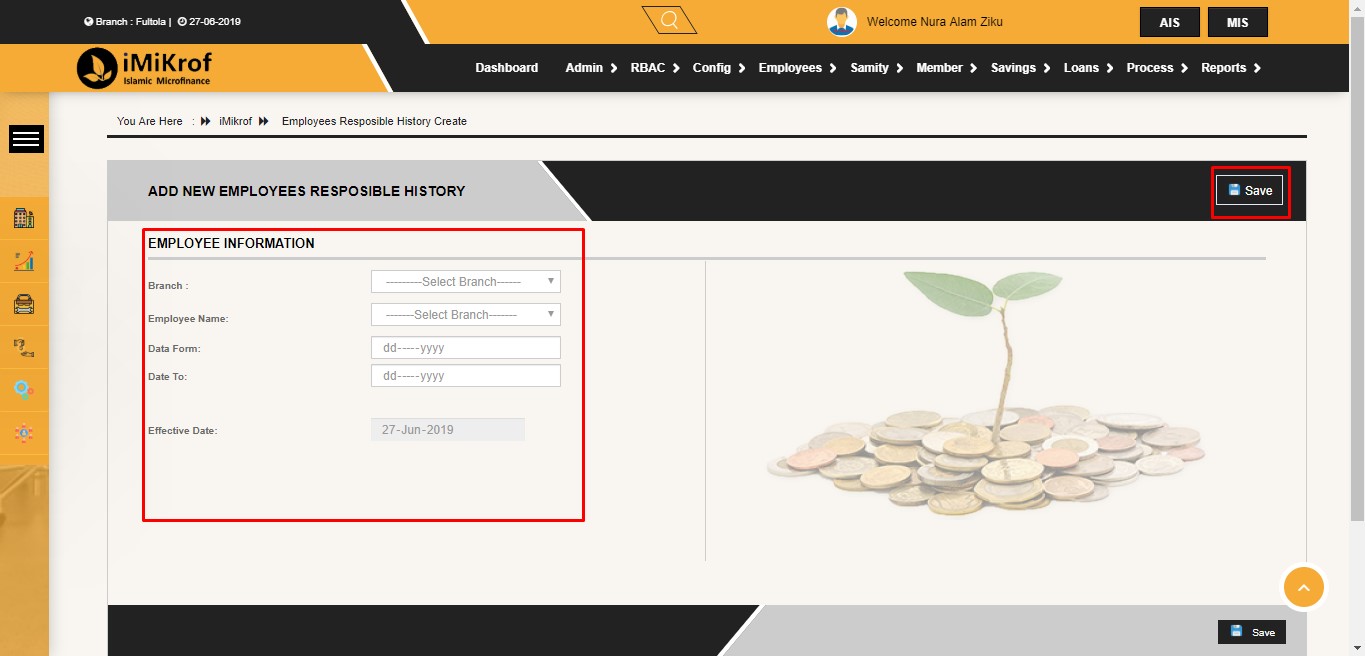 Branch : Fultola | 27-06-2019
Welcome Nura Alam Ziku
AIS
MIS
iMiKrof
Islamic Microfinance
Dashboard Admin RBAC Config Employees Samity Member Savings Loans Process Reports
You Are Here : iMikrof Employees Resposible History Create
ADD NEW EMPLOYEES RESPOSIBLE HISTORY
Save
EMPLOYEE INFORMATION
Branch : ---------Select Branch------
Employee Name: -------Select Branch-------
Data Form: dd-----yyyy
Date To: dd-----yyyy
Effective Date: 27-Jun-2019
Save